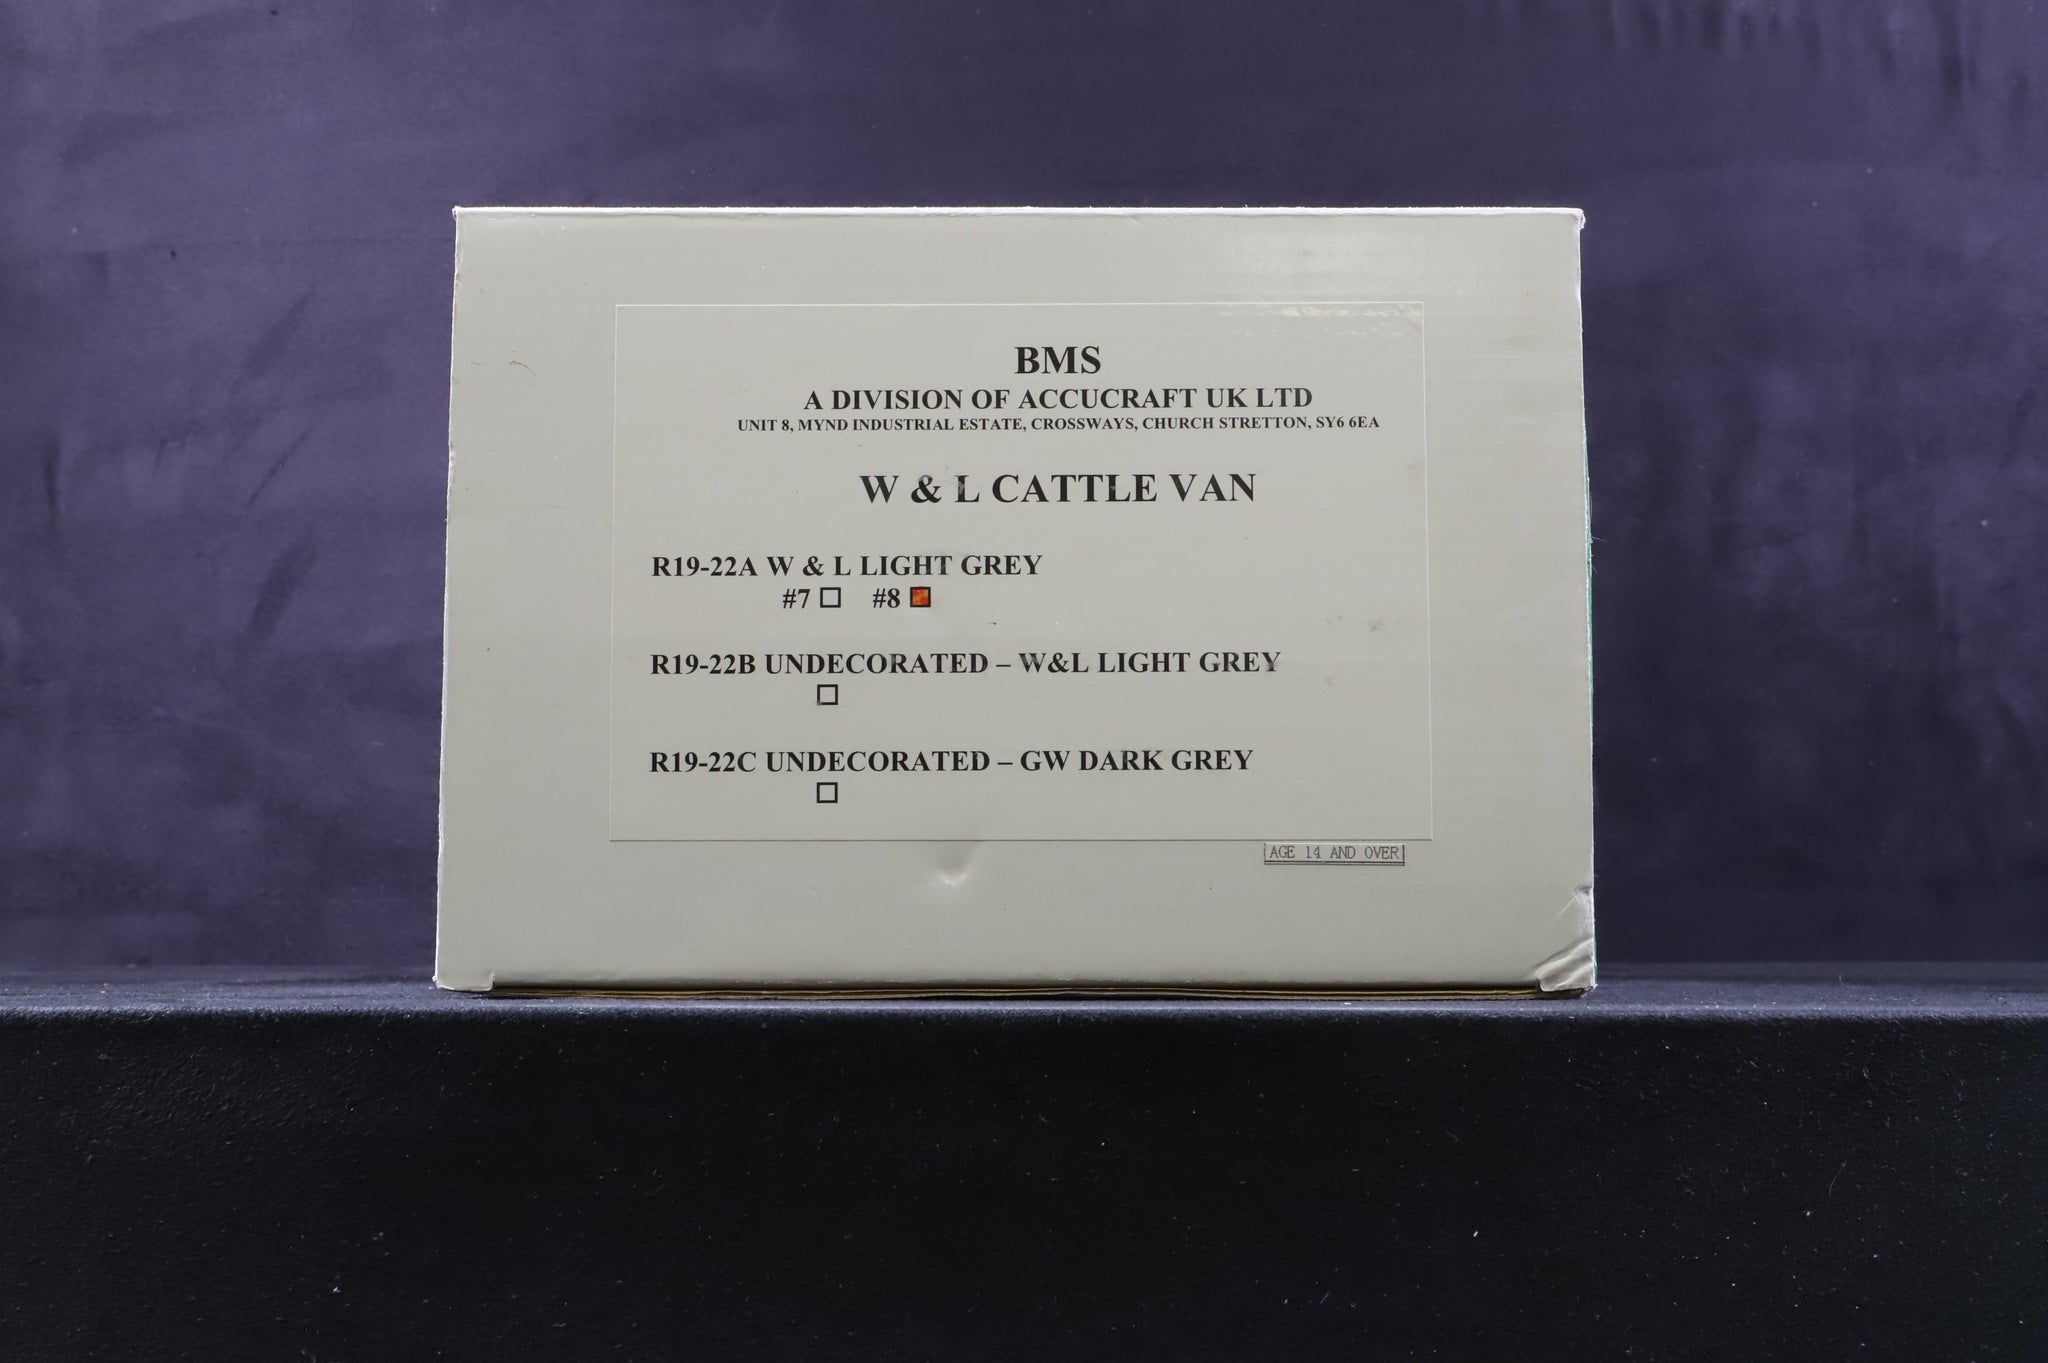 BMS
A DIVISION OF ACCUCRAFT UK LTD
UNIT 8, MYND INDUSTRIAL ESTATE, CROSSWAYS, CHURCH STRETTON, SY6 6EA
W & L CATTLE VAN
R19-22A W & L LIGHT GREY
#7 #8
R19-22B UNDECORATED – W&L LIGHT GREY
R19-22C UNDECORATED – GW DARK GREY
AGE 14 AND OVER